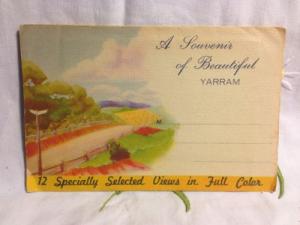 A Souvenir
of Beautiful
YARRAM
12 Specially Selected Views in Full Color.